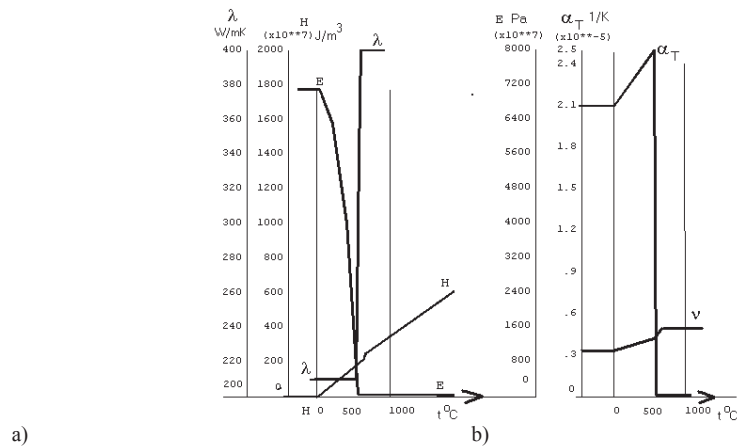 λ H E Pa α_T 1/K
W/mK (x10**7) J/m³ (x10**7) (x10**-5)
λ
400 2000 8000 2.5
α_T
2.4
E
380 1800 7200
2.1
360 1600 6400
1.8
340 1400 5600
320 1200 4800
1.5
300 1000 4000
1.2
280 800 3200
.9
H
260 600 2400
ν
.6
240 400 1600
220 200 800
.3
λ
200 0 0 0
H 0 500 1000 t°C 0 500 1000 t°C
E
a) b)